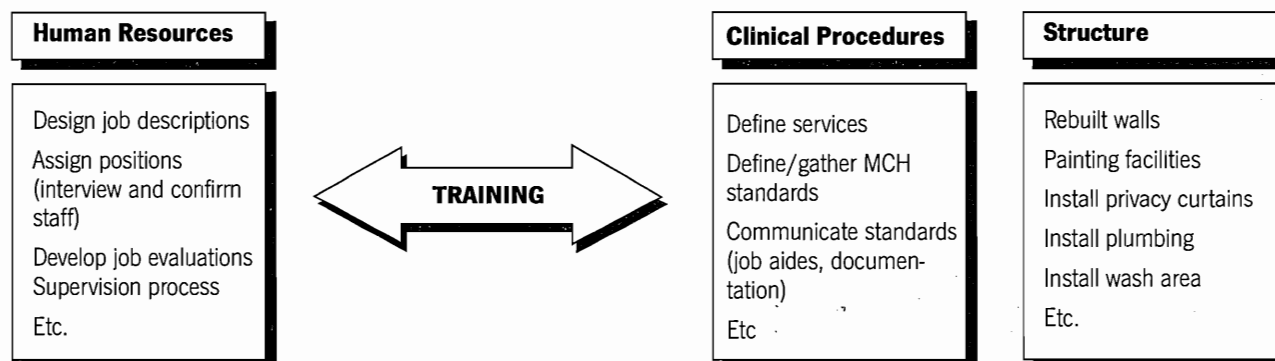 Human Resources
Design job descriptions
Assign positions
(interview and confirm
staff)
Develop job evaluations
Supervision process
Etc.
TRAINING
Clinical Procedures
Define services
Define/gather MCH
standards
Communicate standards
(job aides, documen-
tation)
Etc
Structure
Rebuilt walls
Painting facilities
Install privacy curtains
Install plumbing
Install wash area
Etc.